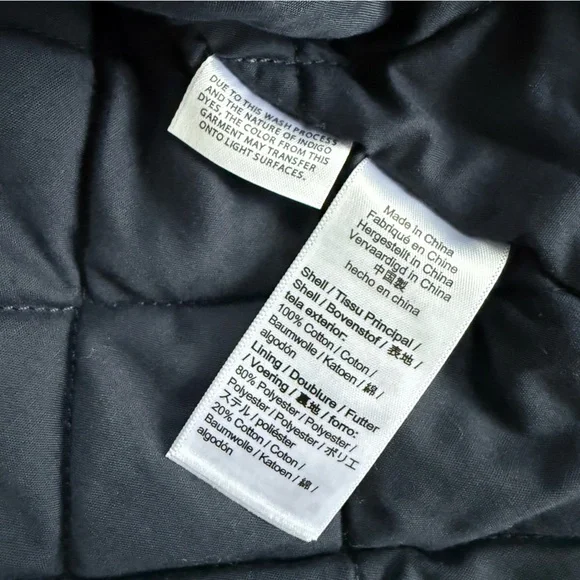 DUE TO THIS WASH PROCESS
AND THE NATURE OF INDIGO
DYES, THE COLOR FROM THIS
GARMENT MAY TRANSFER
ONTO LIGHT SURFACES.
Made in China
Fabriqué en Chine
Hergestellt in China
Vervaardigd in China
中国製
hecho en china
Shell / Tissu Principal /
Shell / Bovenstof / 表地 /
tela exterior:
100% Cotton / Coton /
Baumwolle / Katoen / 綿 /
algodón
Lining / Doublure / Futter
/ Voering / 裏地 / forro:
80% Polyester / Polyester /
Polyester / Polyester / ポリエ
ステル / poliéster
20% Cotton / Coton /
Baumwolle / Katoen / 綿 /
algodón